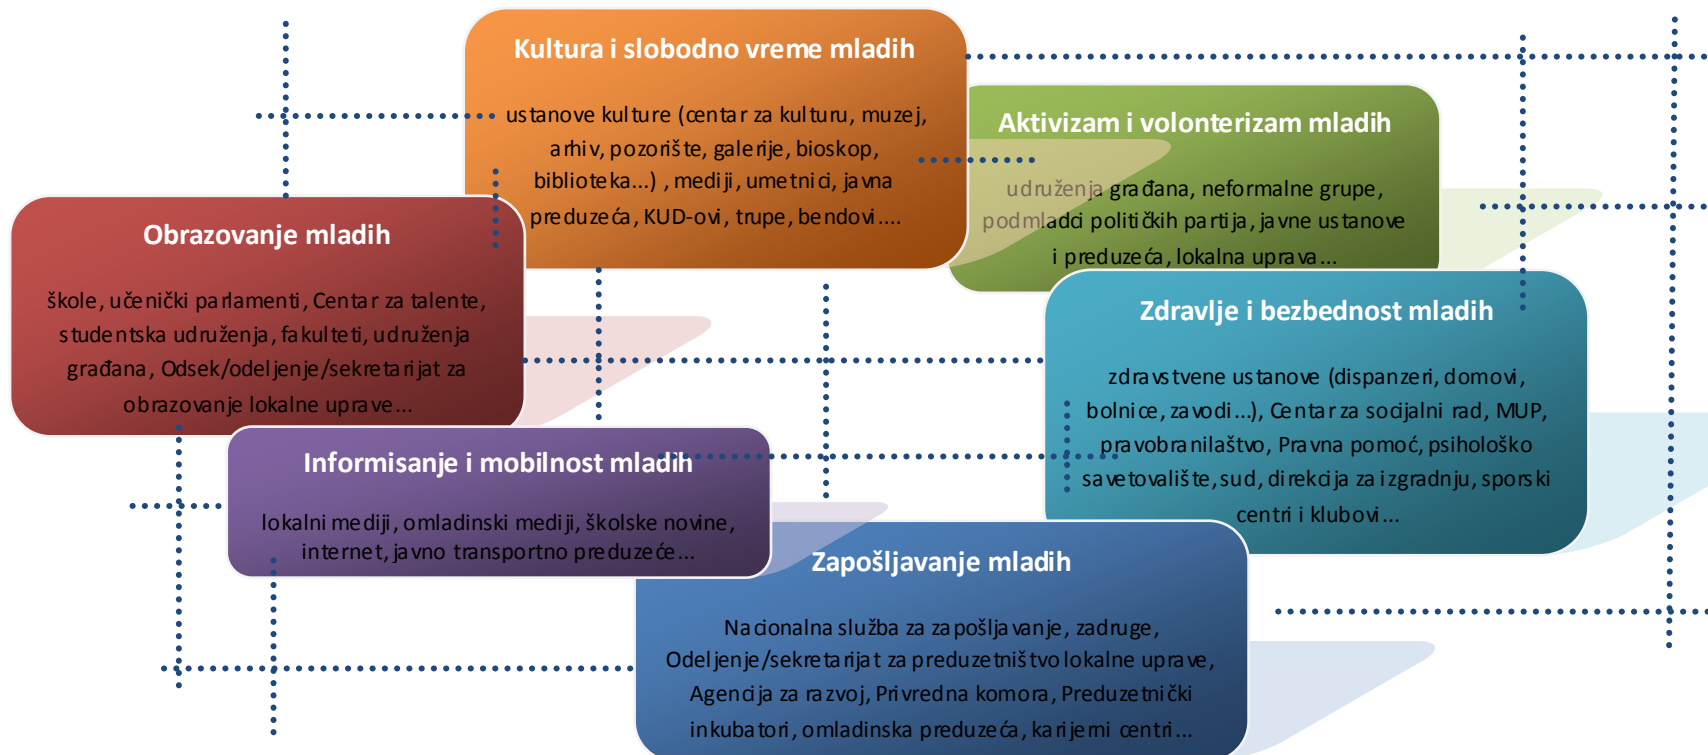 Kultura i slobodno vreme mladih
ustanove kulture (centar za kulturu, muzej,
arhiv, pozorište, galerije, bioskop,
biblioteka...) , mediji, umetnici, javna
preduzeća, KUD-ovi, trupe, bendovi....
Aktivizam i volonterizam mladih
udruženja građana, neformalne grupe,
podmladci političkih partija, javne ustanove
i preduzeća, lokalna uprava...
Obrazovanje mladih
škole, učenički parlamenti, Centar za talente,
studentska udruženja, fakulteti, udruženja
građana, Odsek/odeljenje/sekretarijat za
obrazovanje lokalne uprave...
Zdravlje i bezbednost mladih
zdravstvene ustanove (dispanzeri, domovi,
bolnice, zavodi...), Centar za socijalni rad, MUP,
pravobranilaštvo, Pravna pomoć, psihološko
savetovalište, sud, direkcija za izgradnju, sporski
centri i klubovi...
Informisanje i mobilnost mladih
lokalni mediji, omladinski mediji, školske novine,
internet, javno transportno preduzeće...
Zapošljavanje mladih
Nacionalna služba za zapošljavanje, zadruge,
Odeljenje/sekretarijat za preduzetništvo lokalne uprave,
Agencija za razvoj, Privredna komora, Preduzetnički
inkubatori, omladinska preduzeća, karijerni centri...